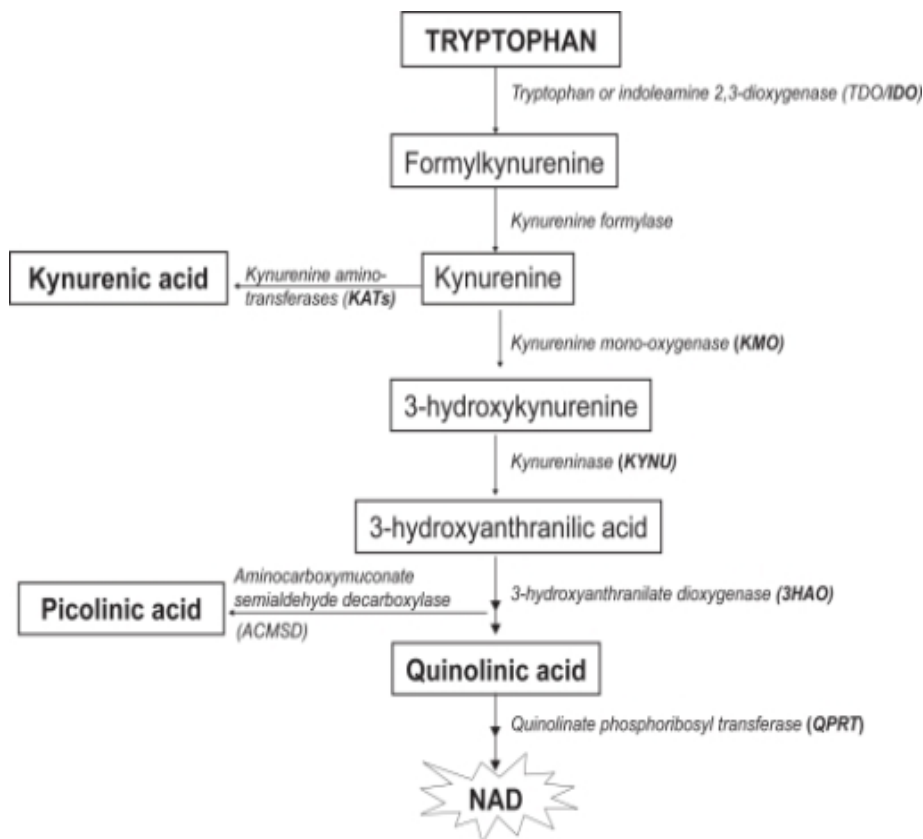 TRYPTOPHAN
Tryptophan or indoleamine 2,3-dioxygenase (TDO/IDO)
Formylkynurenine
Kynurenine formylase
Kynurenic acid
Kynurenine amino-
transferases (KATs)
Kynurenine
Kynurenine mono-oxygenase (KMO)
3-hydroxykynurenine
Kynureninase (KYNU)
3-hydroxyanthranilic acid
Aminocarboxymuconate
semialdehyde decarboxylase
(ACMSD)
3-hydroxyanthranilate dioxygenase (3HAO)
Picolinic acid
Quinolinic acid
Quinolinate phosphoribosyl transferase (QPRT)
NAD